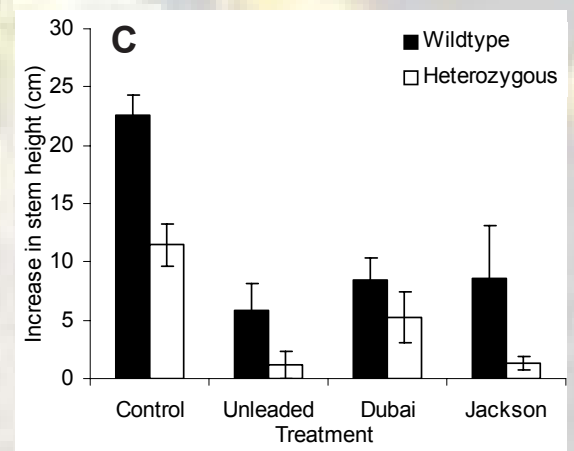 C
Wildtype
Heterozygous
Increase in stem height (cm)
30
25
20
15
10
5
0
Control Unleaded Dubai Jackson
Treatment